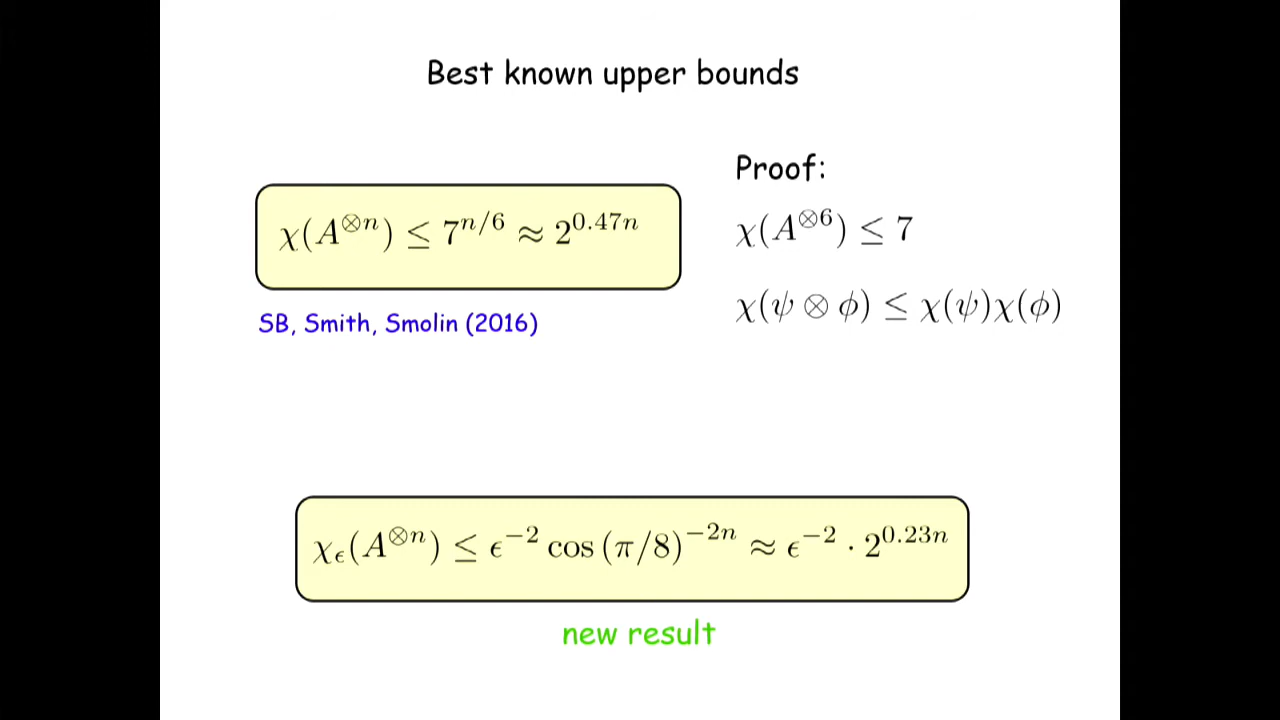 Best known upper bounds
χ(A^{⊗n}) ≤ 7^{n/6} ≈ 2^{0.47n}
SB, Smith, Smolin (2016)
Proof:
χ(A^{⊗6}) ≤ 7
χ(ψ ⊗ ϕ) ≤ χ(ψ)χ(ϕ)
χ_ϵ(A^{⊗n}) ≤ ϵ^{−2} cos (π/8)^{−2n} ≈ ϵ^{−2} · 2^{0.23n}
new result